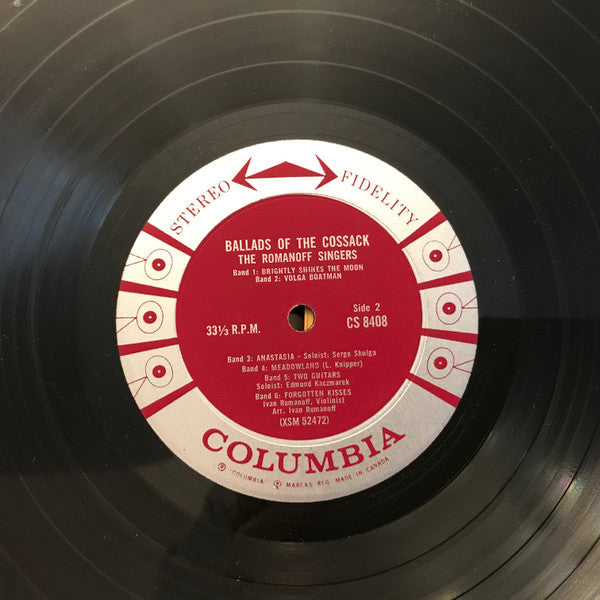 STEREO FIDELITY
BALLADS OF THE COSSACK
THE ROMANOFF SINGERS
Band 1: BRIGHTLY SHINES THE MOON
Band 2: VOLGA BOATMAN
33⅓ R.P.M.
Side 2
CS 8408
Band 3: ANASTASIA - Soloist: Serge Shulga
Band 4: MEADOWLAND (L. Knipper)
Band 5: TWO GUITARS
Soloist: Edmund Kaczmarek
Band 6: FORGOTTEN KISSES
Ivan Romanoff, Violinist
Arr. Ivan Romanoff
(XSM 52472)
COLUMBIA
"COLUMBIA" MARCAS REG. MADE IN CANADA